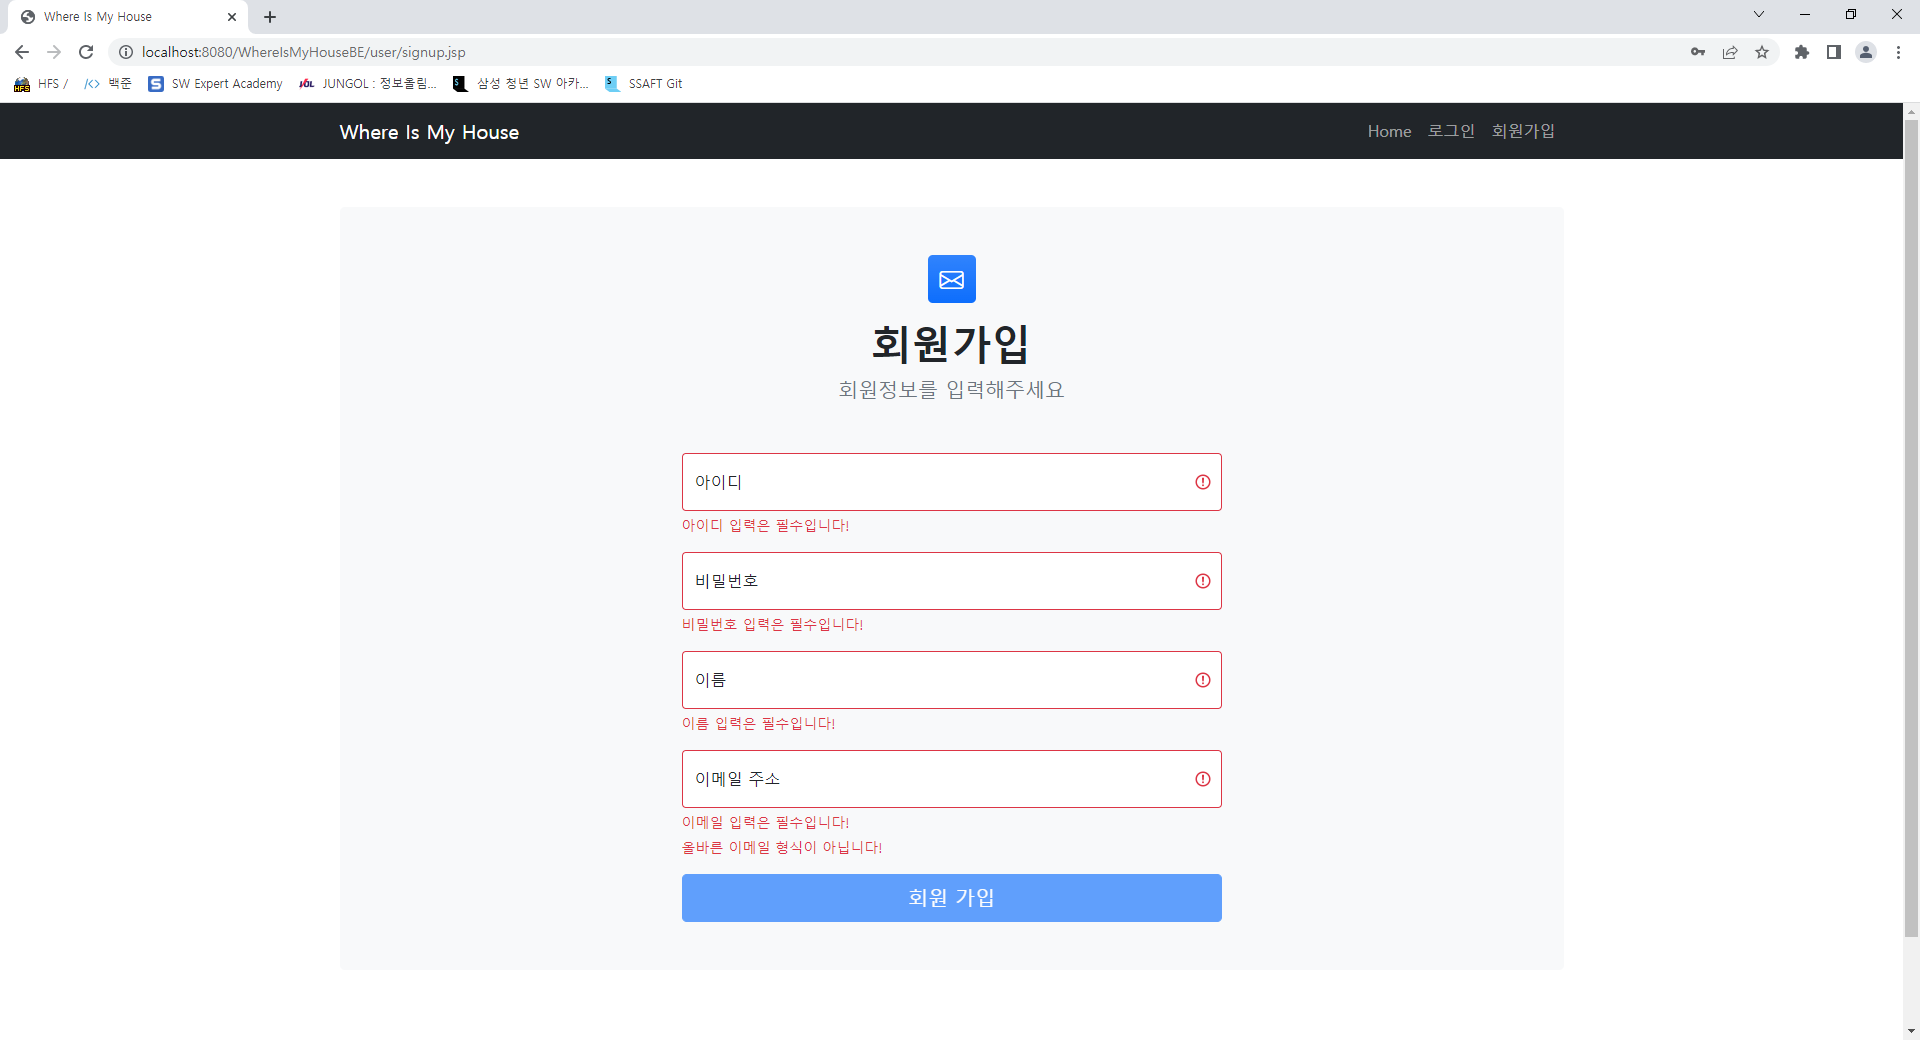 Where Is My House
localhost:8080/WhereIsMyHouseBE/user/signup.jsp
HFS / 백준 SW Expert Academy JUNGOL : 정보올림... 삼성 청년 SW 아카... SSAFT Git
Where Is My House Home 로그인 회원가입
회원가입
회원정보를 입력해주세요
아이디
아이디 입력은 필수입니다!
비밀번호
비밀번호 입력은 필수입니다!
이름
이름 입력은 필수입니다!
이메일 주소
이메일 입력은 필수입니다!
올바른 이메일 형식이 아닙니다!
회원 가입